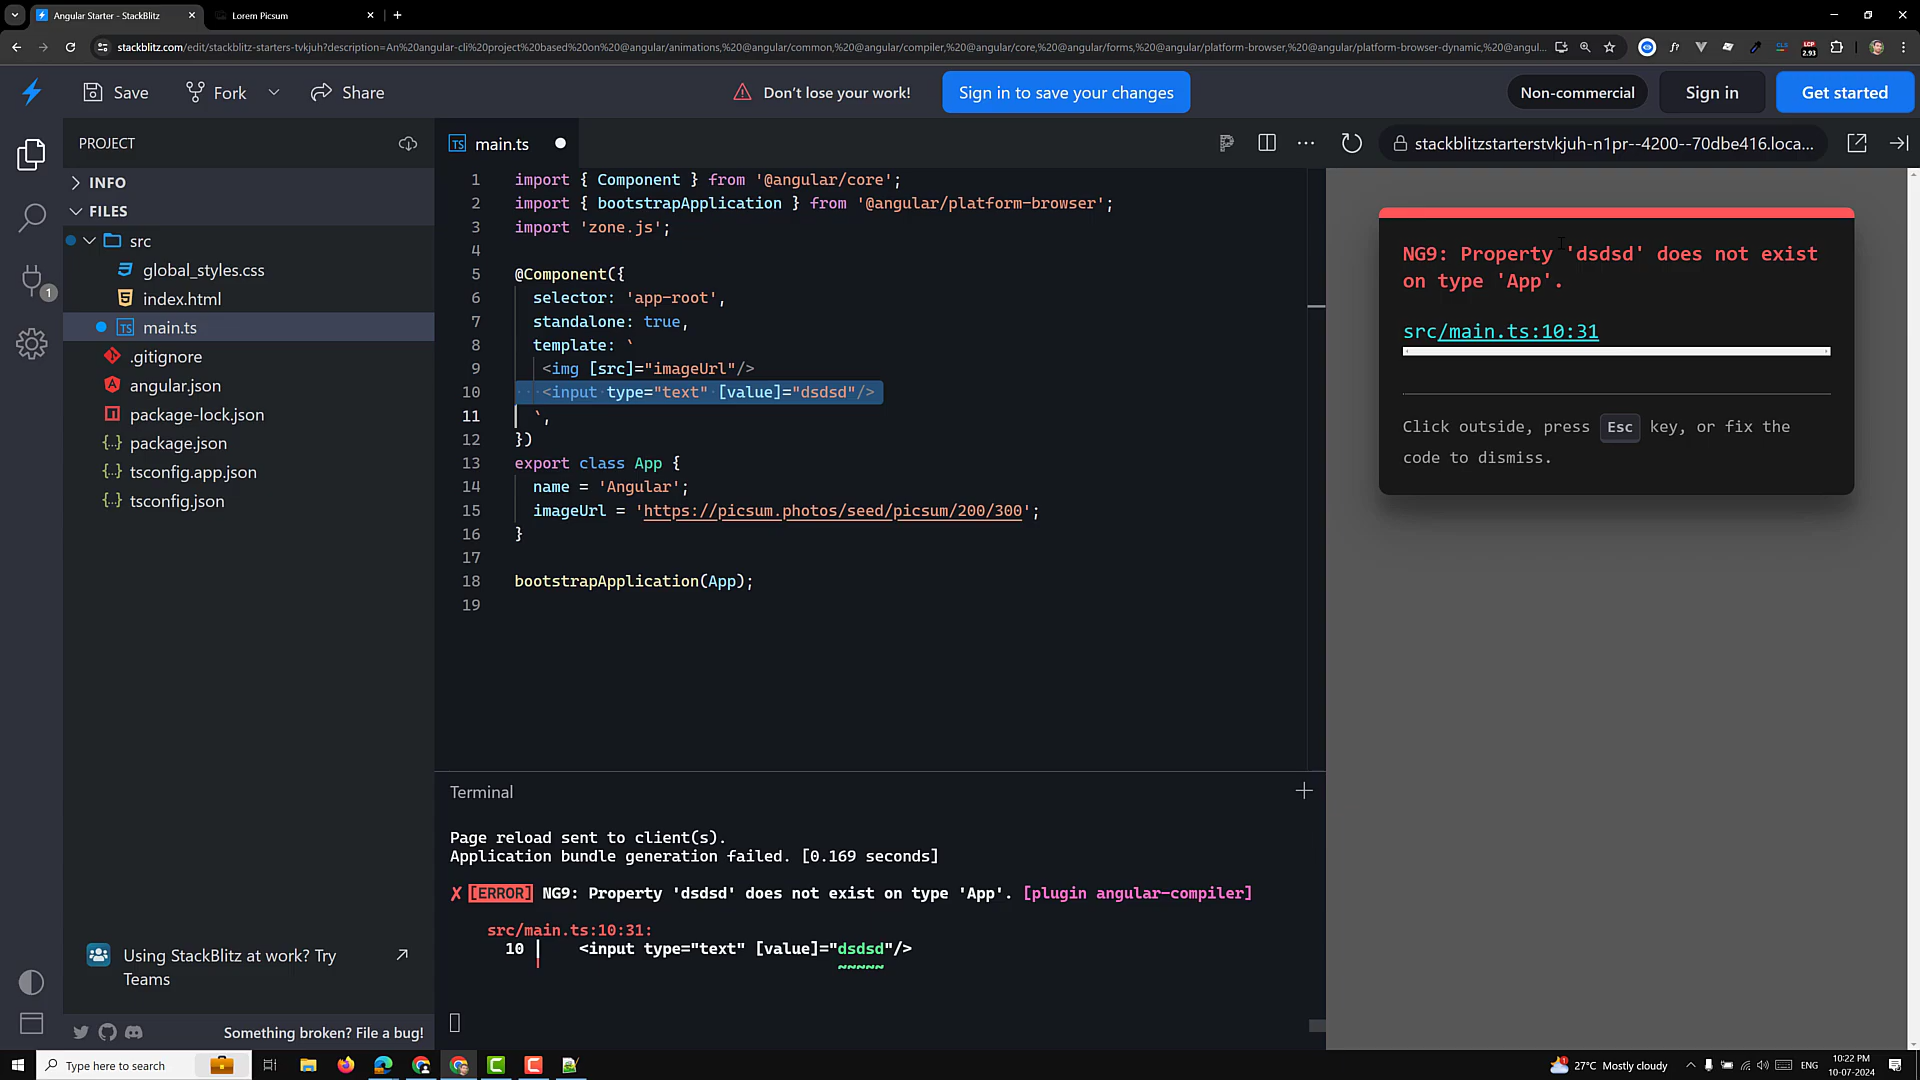 Angular Starter - StackBlitz
Lorem Picsum
stackblitz.com/edit/stackblitz-starters-tvkjuh?description=An%20angular-cli%20project%20based%20on%20@angular/animations,%20@angular/common,%20@angular/compiler,%20@angular/core,%20@angular/forms,%20@angular/platform-browser,%20@angular/platform-browser-dynamic,%20@angul...
LCP
2.93
Save
Fork
Share
Don't lose your work!
Sign in to save your changes
Non-commercial
Sign in
Get started
PROJECT
INFO
FILES
src
global_styles.css
index.html
TS main.ts
.gitignore
angular.json
package-lock.json
package.json
tsconfig.app.json
tsconfig.json
1
Using StackBlitz at work? Try
Teams
Something broken? File a bug!
TS main.ts
1 import { Component } from '@angular/core';
2 import { bootstrapApplication } from '@angular/platform-browser';
3 import 'zone.js';
4
5 @Component({
6 selector: 'app-root',
7 standalone: true,
8 template: `
9 <img [src]="imageUrl"/>
10 <input type="text" [value]="dsdsd"/>
11 `,
12 })
13 export class App {
14 name = 'Angular';
15 imageUrl = 'https://picsum.photos/seed/picsum/200/300';
16 }
17
18 bootstrapApplication(App);
19
Terminal
Page reload sent to client(s).
Application bundle generation failed. [0.169 seconds]
✗ [ERROR] NG9: Property 'dsdsd' does not exist on type 'App'. [plugin angular-compiler]
src/main.ts:10:31:
10 │ <input type="text" [value]="dsdsd"/>
~~~~~
stackblitzstarterstvkjuh-n1pr--4200--70dbe416.loca...
NG9: Property 'dsdsd' does not exist
on type 'App'.
src/main.ts:10:31
Click outside, press Esc key, or fix the
code to dismiss.
Type here to search
27°C Mostly cloudy
ENG
10:22 PM
10-07-2024